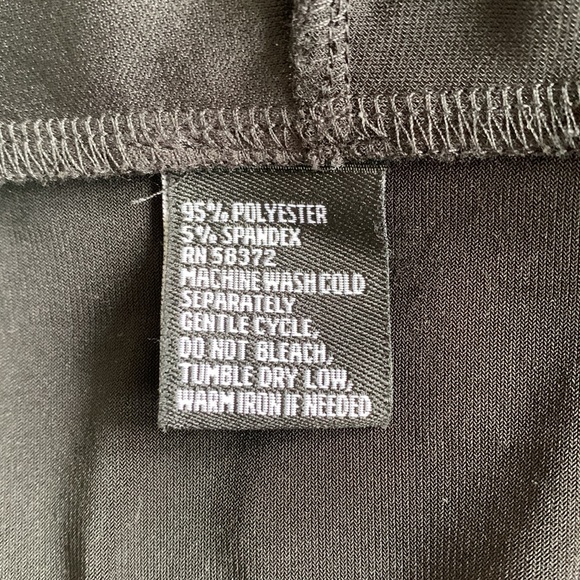 95% POLYESTER
5% SPANDEX
RN 58372
MACHINE WASH COLD
SEPARATELY
GENTLE CYCLE,
DO NOT BLEACH,
TUMBLE DRY LOW,
WARM IRON IF NEEDED